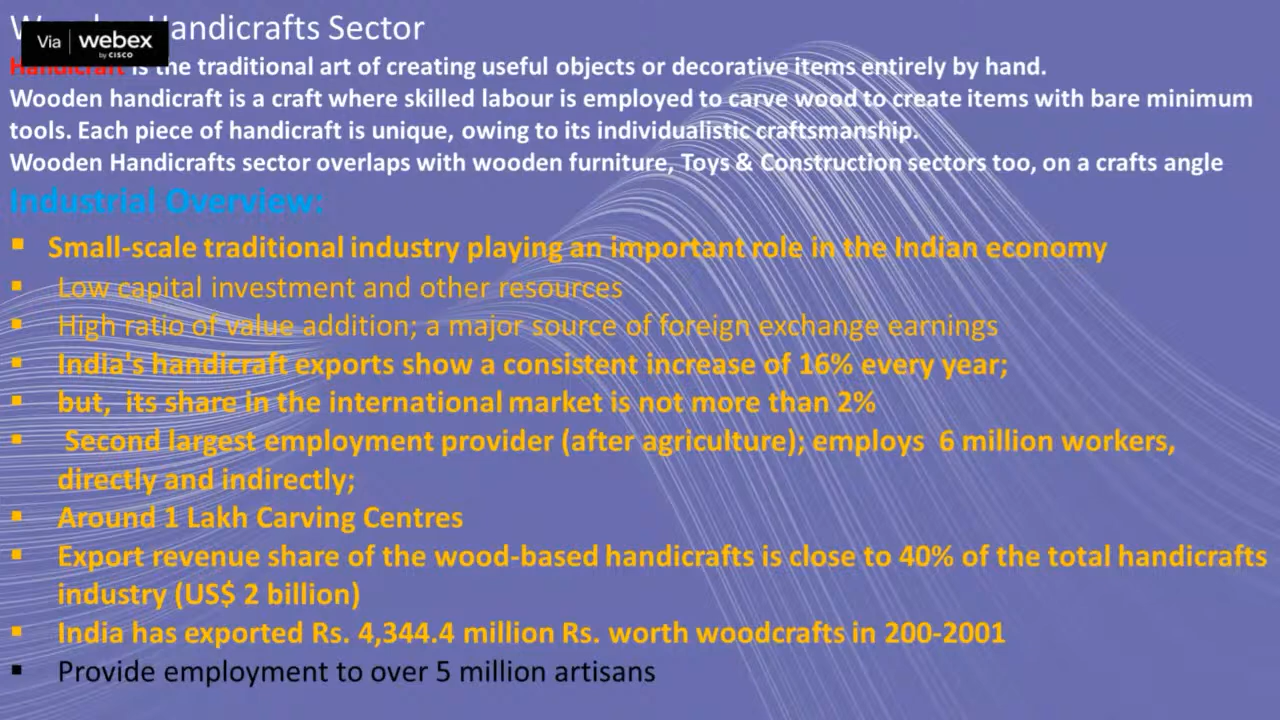 Wooden Handicrafts Sector
Via webex
by CISCO
Handicraft is the traditional art of creating useful objects or decorative items entirely by hand.
Wooden handicraft is a craft where skilled labour is employed to carve wood to create items with bare minimum
tools. Each piece of handicraft is unique, owing to its individualistic craftsmanship.
Wooden Handicrafts sector overlaps with wooden furniture, Toys & Construction sectors too, on a crafts angle
Industrial Overview:
▪ Small-scale traditional industry playing an important role in the Indian economy
▪ Low capital investment and other resources
▪ High ratio of value addition; a major source of foreign exchange earnings
▪ India's handicraft exports show a consistent increase of 16% every year;
▪ but, its share in the international market is not more than 2%
▪ Second largest employment provider (after agriculture); employs 6 million workers,
directly and indirectly;
▪ Around 1 Lakh Carving Centres
▪ Export revenue share of the wood-based handicrafts is close to 40% of the total handicrafts
industry (US$ 2 billion)
▪ India has exported Rs. 4,344.4 million Rs. worth woodcrafts in 200-2001
▪ Provide employment to over 5 million artisans